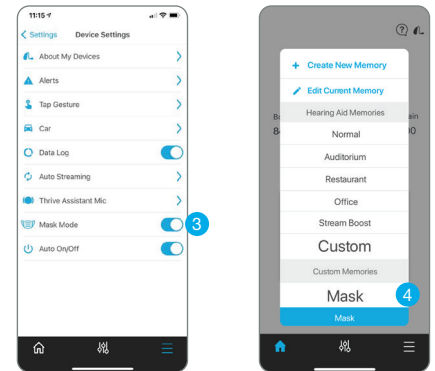 11:15
Settings Device Settings
About My Devices
Alerts
Tap Gesture
Car
Data Log
Auto Streaming
Thrive Assistant Mic
Mask Mode
3
Auto On/Off
?
+ Create New Memory
Edit Current Memory
Hearing Aid Memories
Normal
Auditorium
Restaurant
Office
Stream Boost
Custom
Custom Memories
Mask
4
Mask